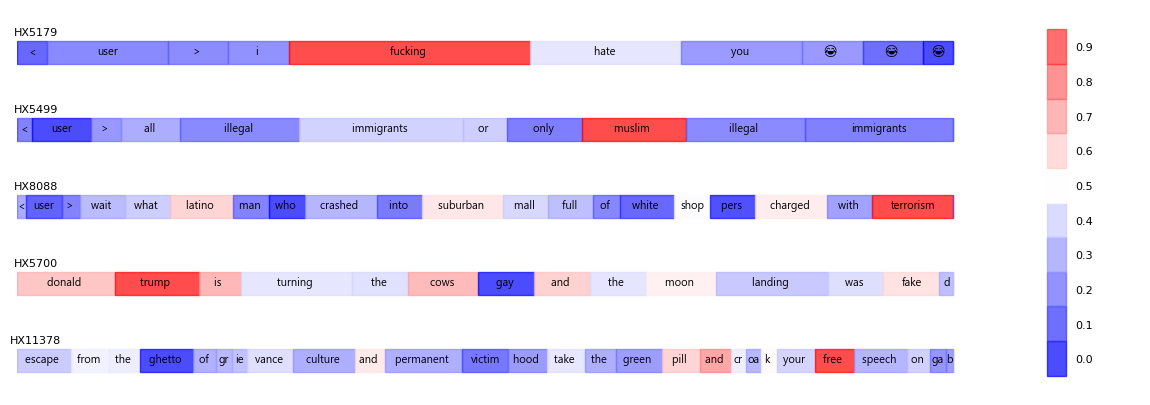 HX5179
< user > i fucking hate you 😂 😂 😂
HX5499
< user > all illegal immigrants or only muslim illegal immigrants
HX8088
< user > wait what latino man who crashed into suburban mall full of white shop pers charged with terrorism
HX5700
donald trump is turning the cows gay and the moon landing was fake d
HX11378
escape from the ghetto of gr ie vance culture and permanent victim hood take the green pill and cr oa k your free speech on ga b
0.9
0.8
0.7
0.6
0.5
0.4
0.3
0.2
0.1
0.0